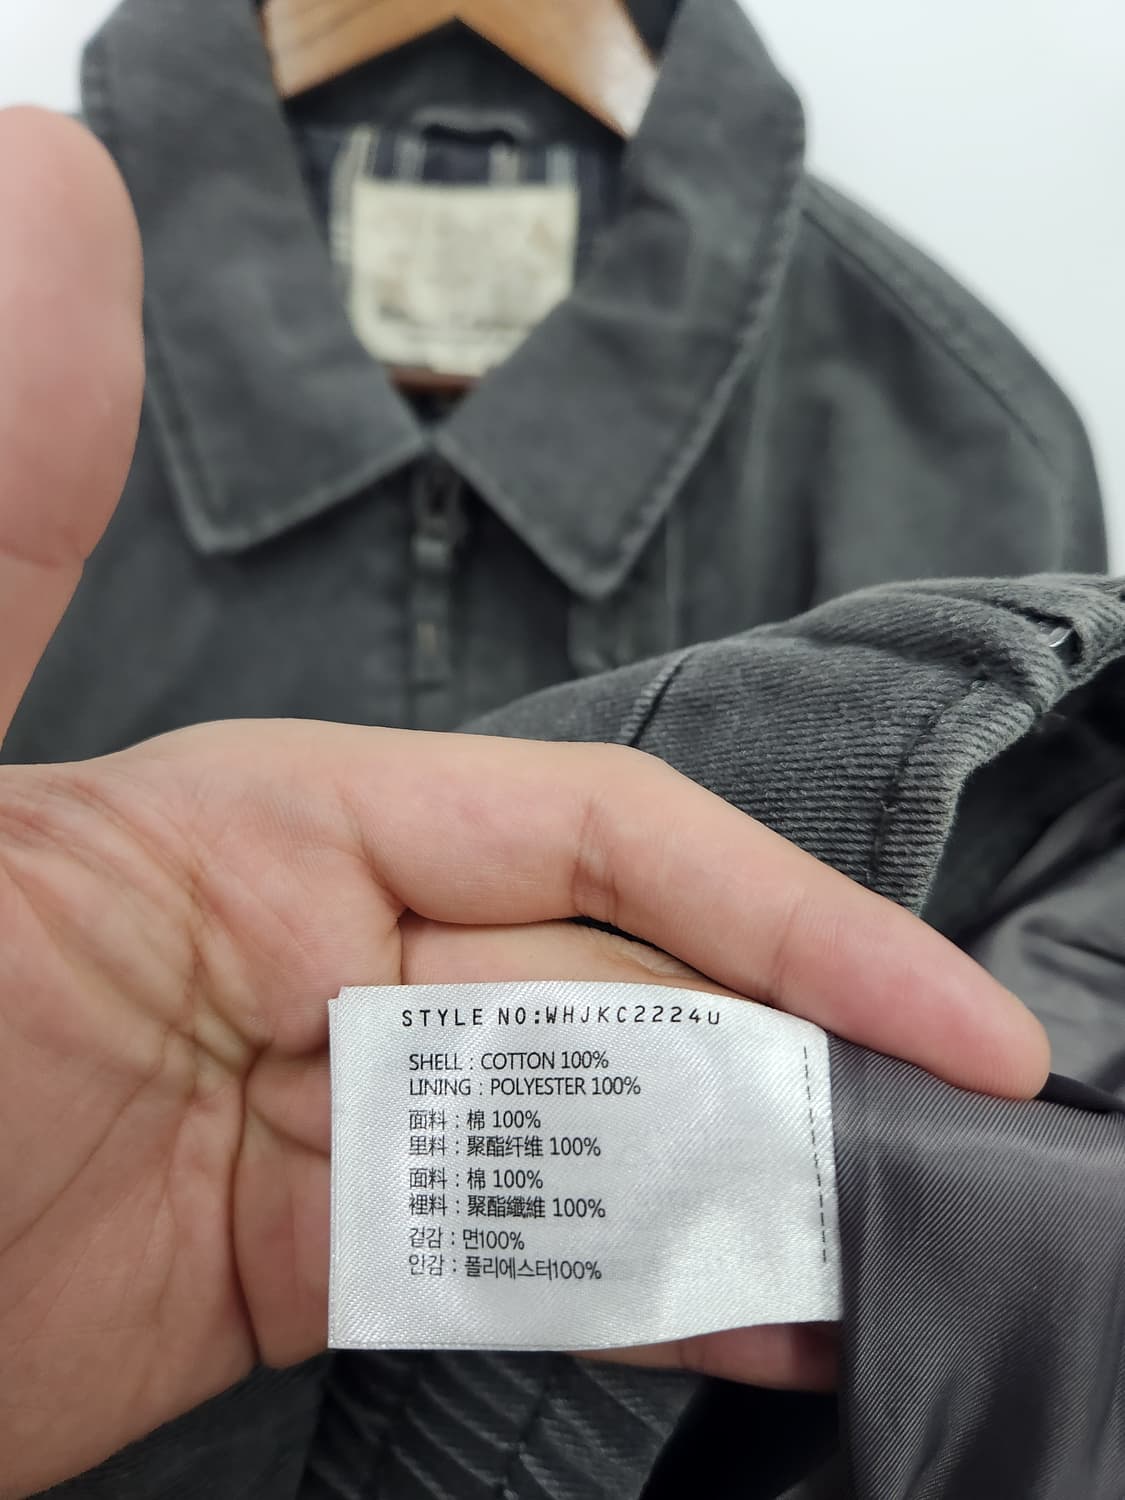 STYLE NO:WHJKC2224U
SHELL : COTTON 100%
LINING : POLYESTER 100%
面料 : 棉 100%
里料 : 聚酯纤维 100%
面料 : 棉 100%
裡料 : 聚酯纖維 100%
겉감 : 면100%
안감 : 폴리에스터100%